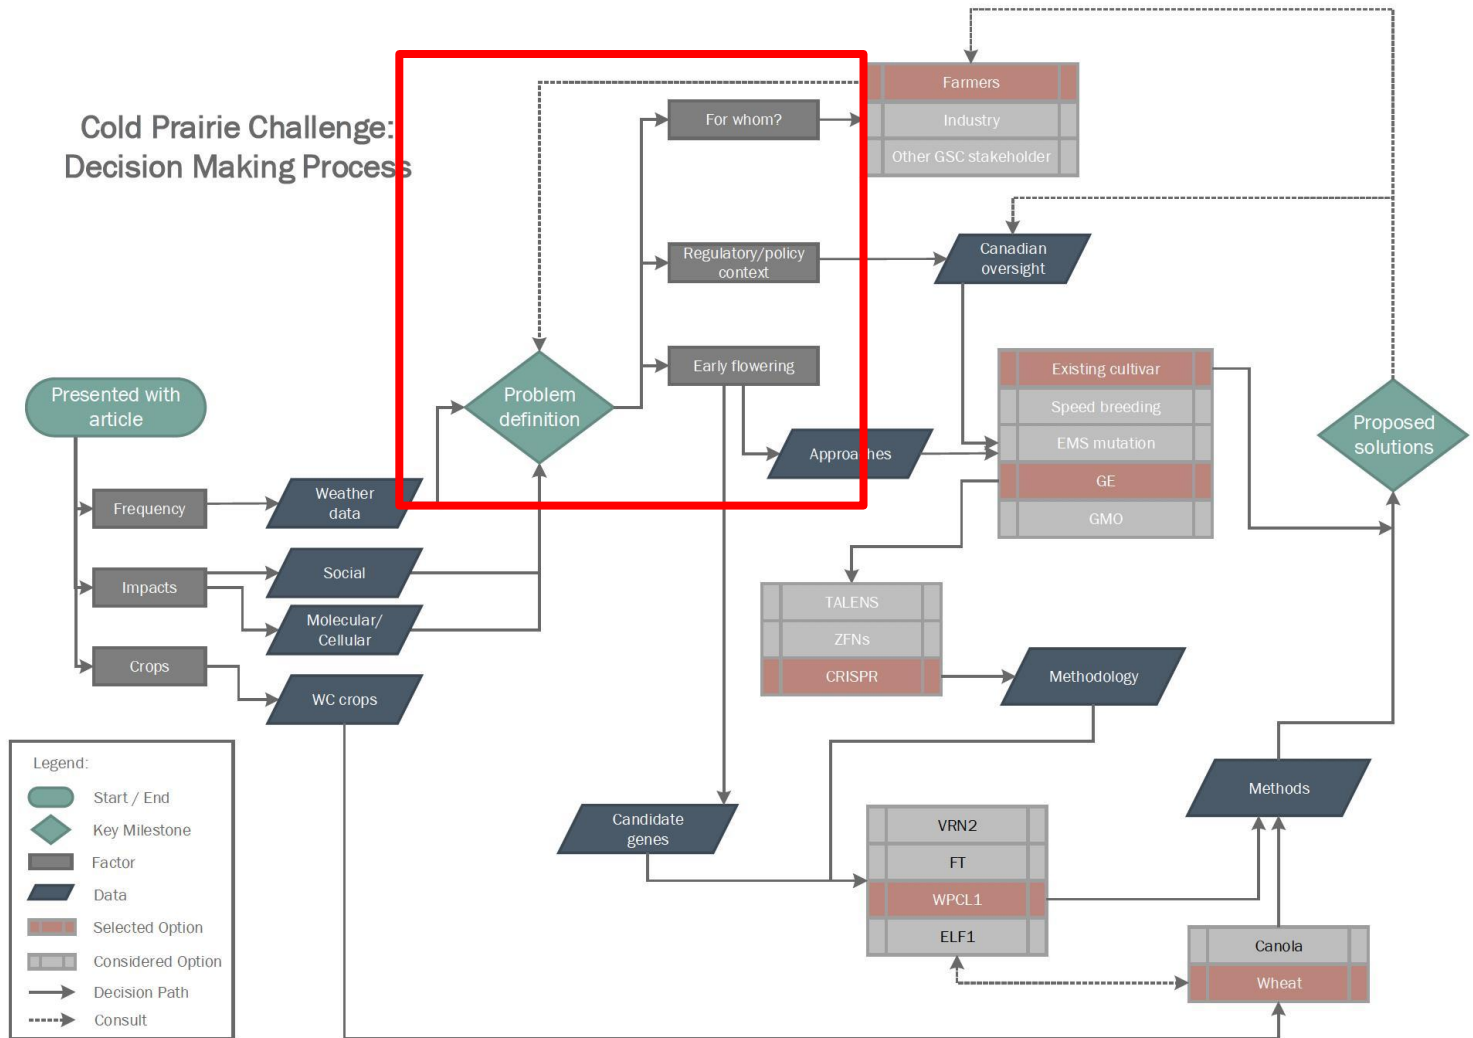 Cold Prairie Challenge:
Decision Making Process
Farmers
Industry
Other GSC stakeholder
For whom?
Regulatory/policy
context
Canadian
oversight
Early flowering
Problem
definition
Presented with
article
Existing cultivar
Speed breeding
EMS mutation
GE
GMO
Proposed
solutions
Approaches
Frequency
Weather
data
Impacts
Social
Molecular/
Cellular
Crops
WC crops
TALENS
ZFNs
CRISPR
Methodology
Legend:
Start / End
Key Milestone
Factor
Data
Selected Option
Considered Option
Decision Path
Consult
Candidate
genes
VRN2
FT
WPCL1
ELF1
Methods
Canola
Wheat